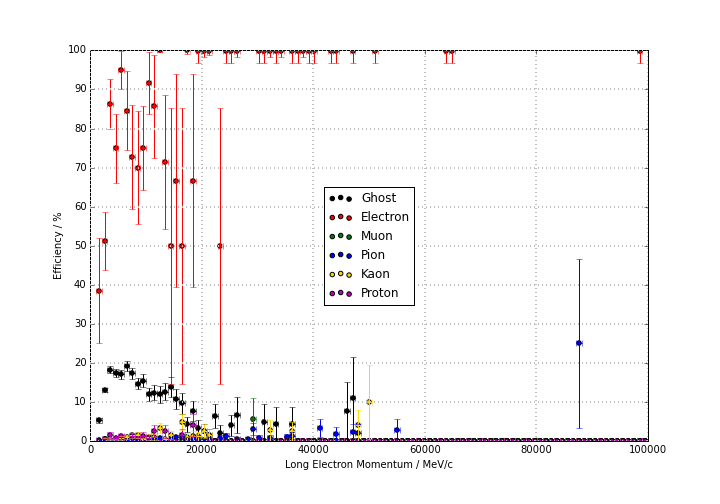 100
90
80
70
60
50
40
30
20
10
0
Efficiency / %
Ghost
Electron
Muon
Pion
Kaon
Proton
0 20000 40000 60000 80000 100000
Long Electron Momentum / MeV/c